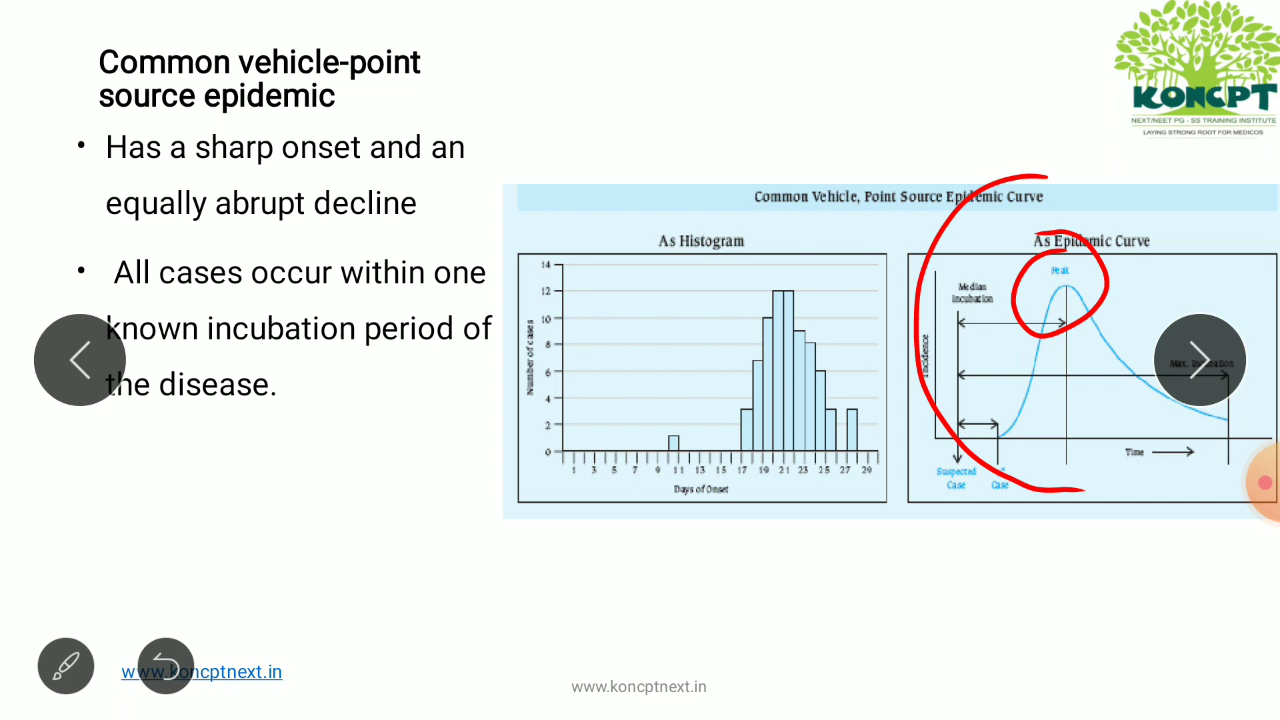 Common vehicle-point
source epidemic
• Has a sharp onset and an
equally abrupt decline
• All cases occur within one
known incubation period of
the disease.
KONCPT
NEXT/NEET PG - SS TRAINING INSTITUTE
LAYING STRONG ROOT FOR MEDICOS
Common Vehicle, Point Source Epidemic Curve
As Histogram
14
12
10
8
6
4
2
0
Number of cases
1 3 5 7 9 11 13 15 17 19 21 23 25 27 29
Days of Onset
As Epidemic Curve
Peak
Median
Incubation
Incidence
Max. Incubation
Time
Suspected
Case
Case
www.koncptnext.in
www.koncptnext.in